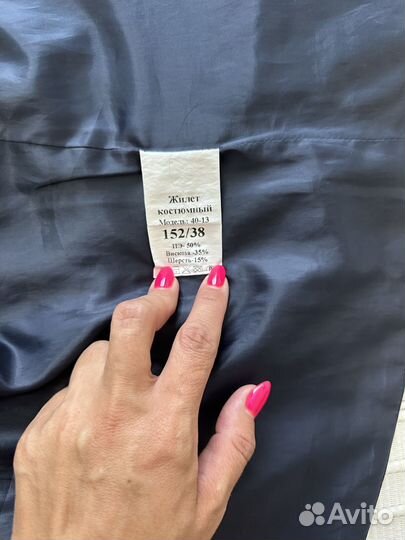 Жилет
костюмный
Модель: 40-13
152/38
ПЭ- 50%
Вискоза -35%
Шерсть-15%
Avito